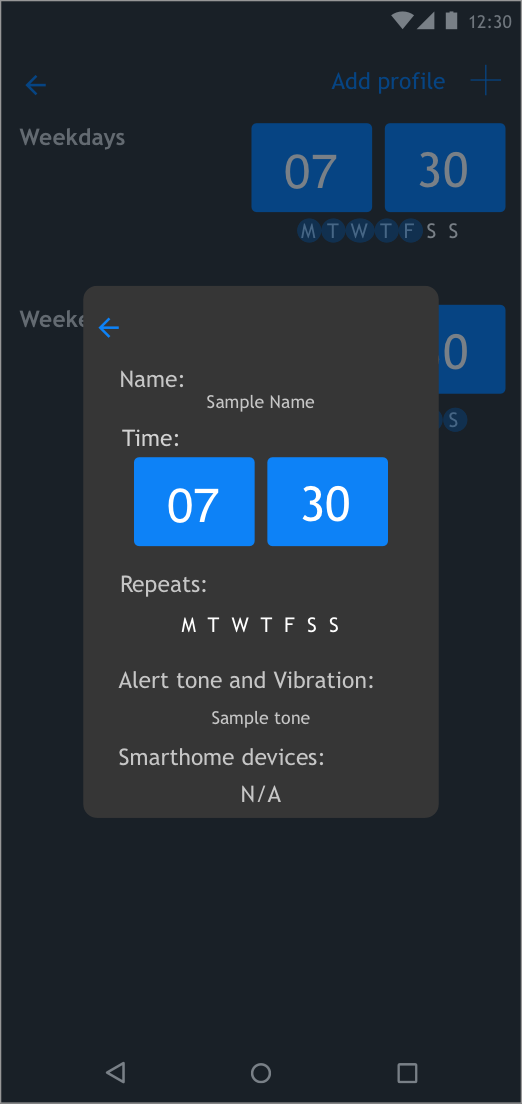 12:30
Add profile
Weekdays
07 30
M T W T F S S
Weeke
0
S
Name:
Sample Name
Time:
07 30
Repeats:
M T W T F S S
Alert tone and Vibration:
Sample tone
Smarthome devices:
N/A